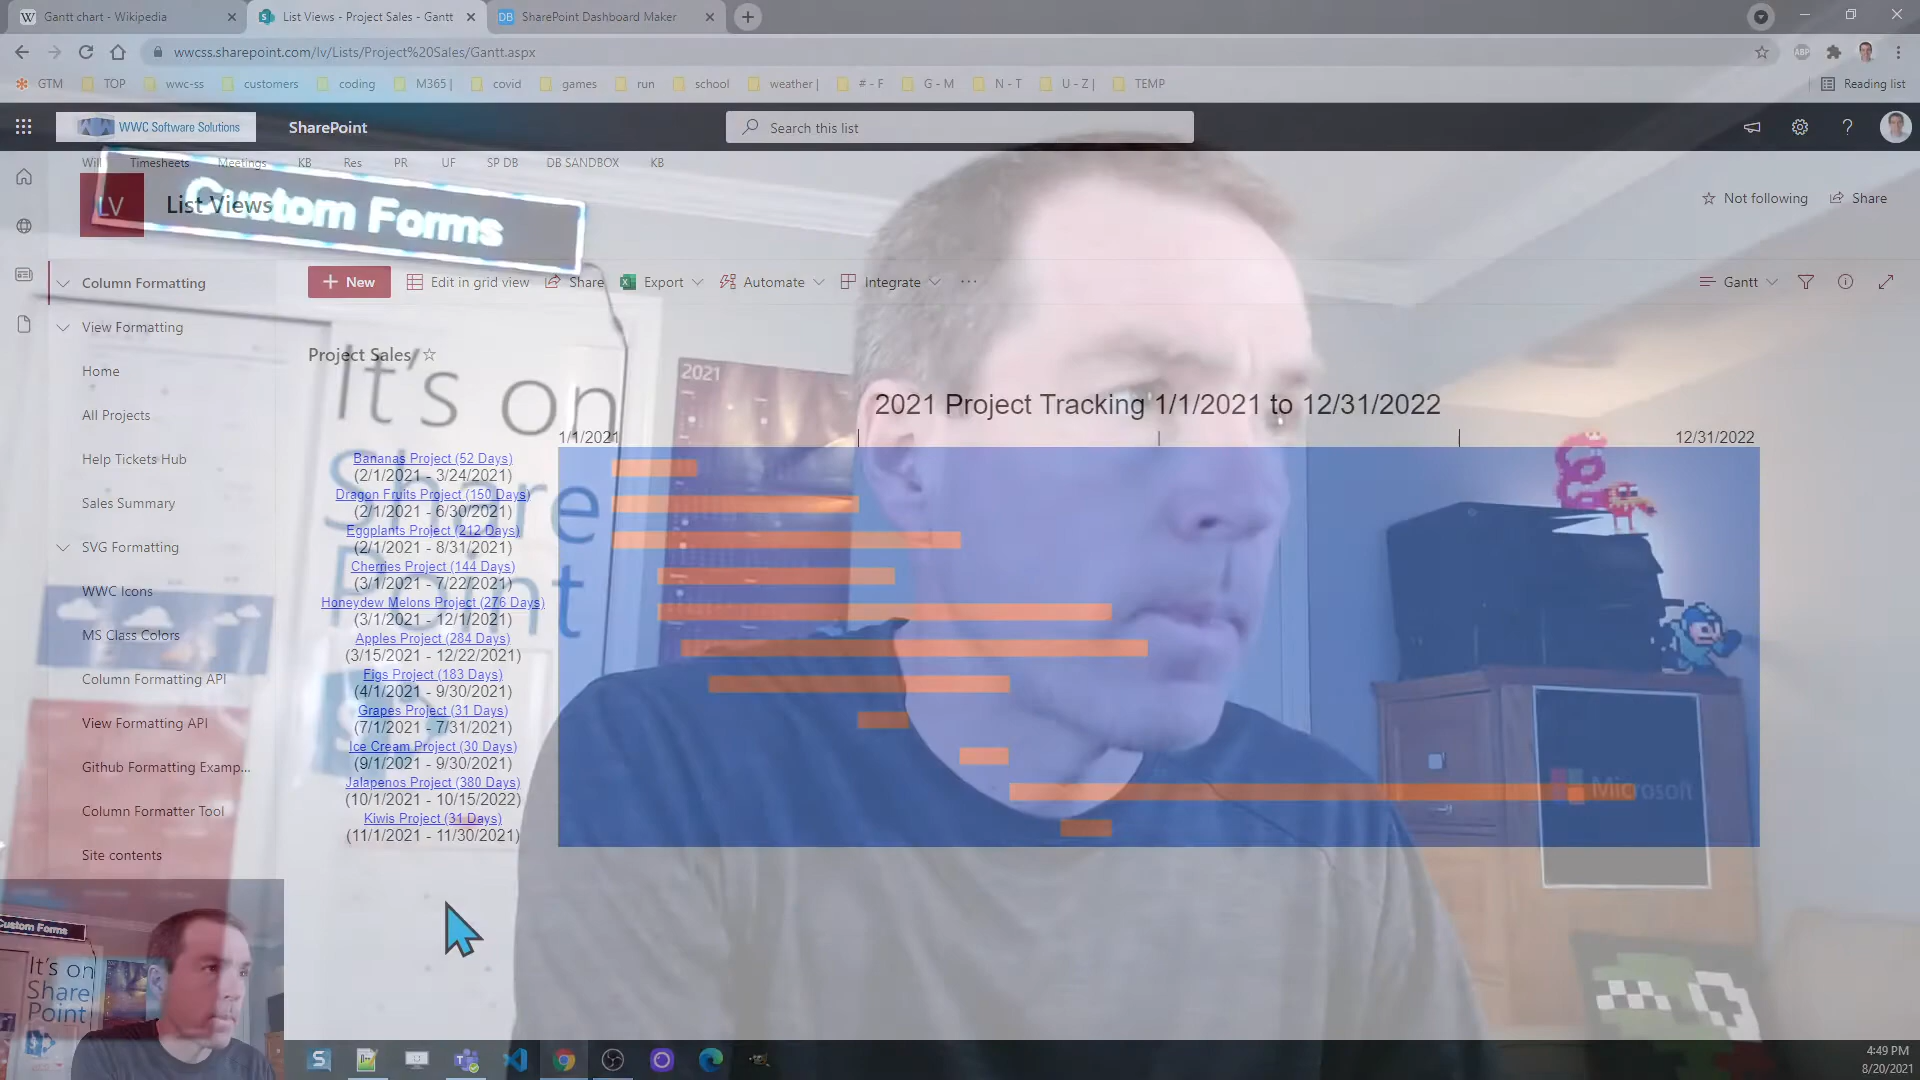 Gantt chart - Wikipedia
List Views - Project Sales - Gantt
DB SharePoint Dashboard Maker
wwcss.sharepoint.com/lv/Lists/Project%20Sales/Gantt.aspx
ABP
GTM TOP wwc-ss customers coding M365 | covid games run school weather | # - F G - M N - T U - Z | TEMP Reading list
WWC Software Solutions SharePoint Search this list
Will Timesheets Meetings KB Res PR UF SP DB DB SANDBOX KB
LV List Views
Not following Share
Custom Forms
Column Formatting
New Edit in grid view Share Export Automate Integrate ... Gantt
View Formatting
Home
All Projects
Help Tickets Hub
Sales Summary
SVG Formatting
WWC Icons
MS Class Colors
Column Formatting API
View Formatting API
Github Formatting Examp...
Column Formatter Tool
Site contents
Project Sales
It's on
Share
Point
2021
2021 Project Tracking 1/1/2021 to 12/31/2022
1/1/2021 12/31/2022
Bananas Project (52 Days)
(2/1/2021 - 3/24/2021)
Dragon Fruits Project (150 Days)
(2/1/2021 - 6/30/2021)
Eggplants Project (212 Days)
(2/1/2021 - 8/31/2021)
Cherries Project (144 Days)
(3/1/2021 - 7/22/2021)
Honeydew Melons Project (276 Days)
(3/1/2021 - 12/1/2021)
Apples Project (284 Days)
(3/15/2021 - 12/22/2021)
Figs Project (183 Days)
(4/1/2021 - 9/30/2021)
Grapes Project (31 Days)
(7/1/2021 - 7/31/2021)
Ice Cream Project (30 Days)
(9/1/2021 - 9/30/2021)
Jalapenos Project (380 Days)
(10/1/2021 - 10/15/2022)
Kiwis Project (31 Days)
(11/1/2021 - 11/30/2021)
Microsoft
Custom Forms
It's on
Share
Point
4:49 PM
8/20/2021